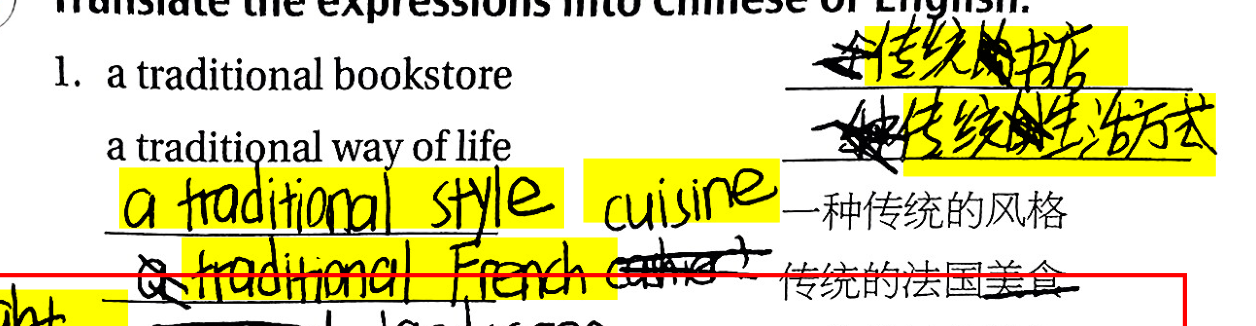 Translate the expressions into Chinese or English.
1. a traditional bookstore 传统书店
a traditional way of life 传统生活方式
a traditional style cuisine 一种传统的风格
traditional French 传统的法国美食